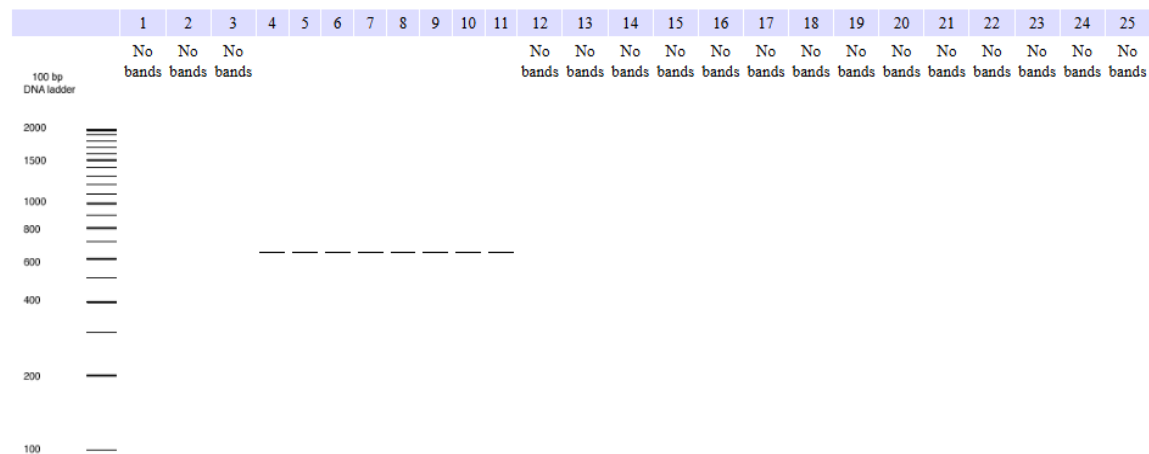 1 2 3 4 5 6 7 8 9 10 11 12 13 14 15 16 17 18 19 20 21 22 23 24 25
No No No No No No No No No No No No No No No No No
bands bands bands bands bands bands bands bands bands bands bands bands bands bands bands bands bands
100 bp
DNA ladder
2000
1500
1000
800
600
400
200
100